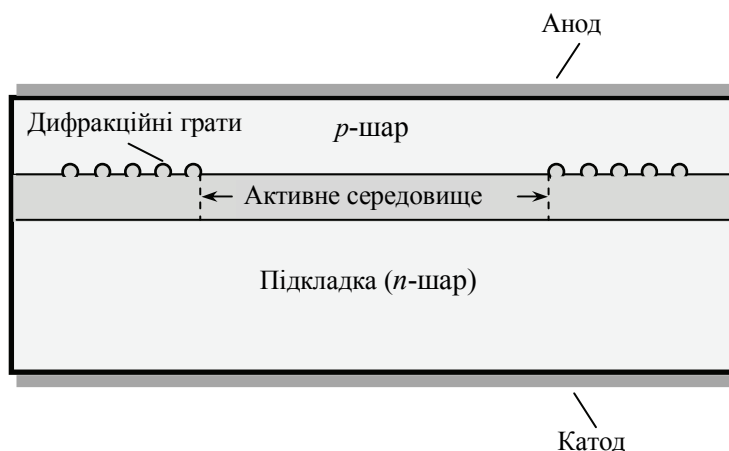 Анод
Дифракційні грати
p-шар
Активне середовище
Підкладка (n-шар)
Катод